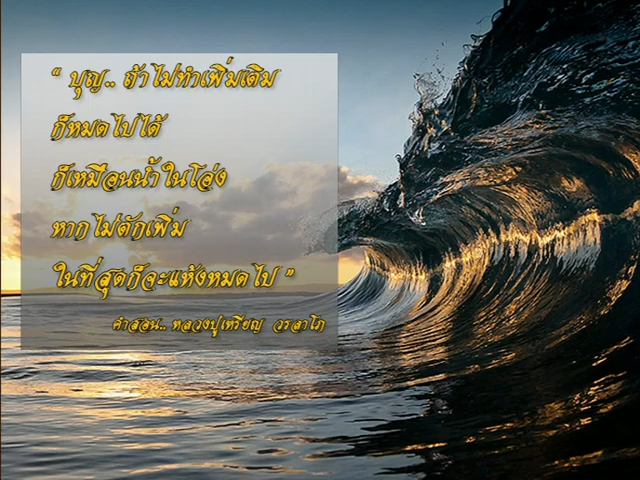 “ บุญ.. ถ้าไม่ทำเพิ่มเติม
ก็หมดไปได้
ก็เหมือนน้ำในโอ่ง
หากไม่ตักเพิ่ม
ในที่สุดก็จะแห้งหมดไป ”
คำสอน.. หลวงปู่เหรียญ วรลาโภ